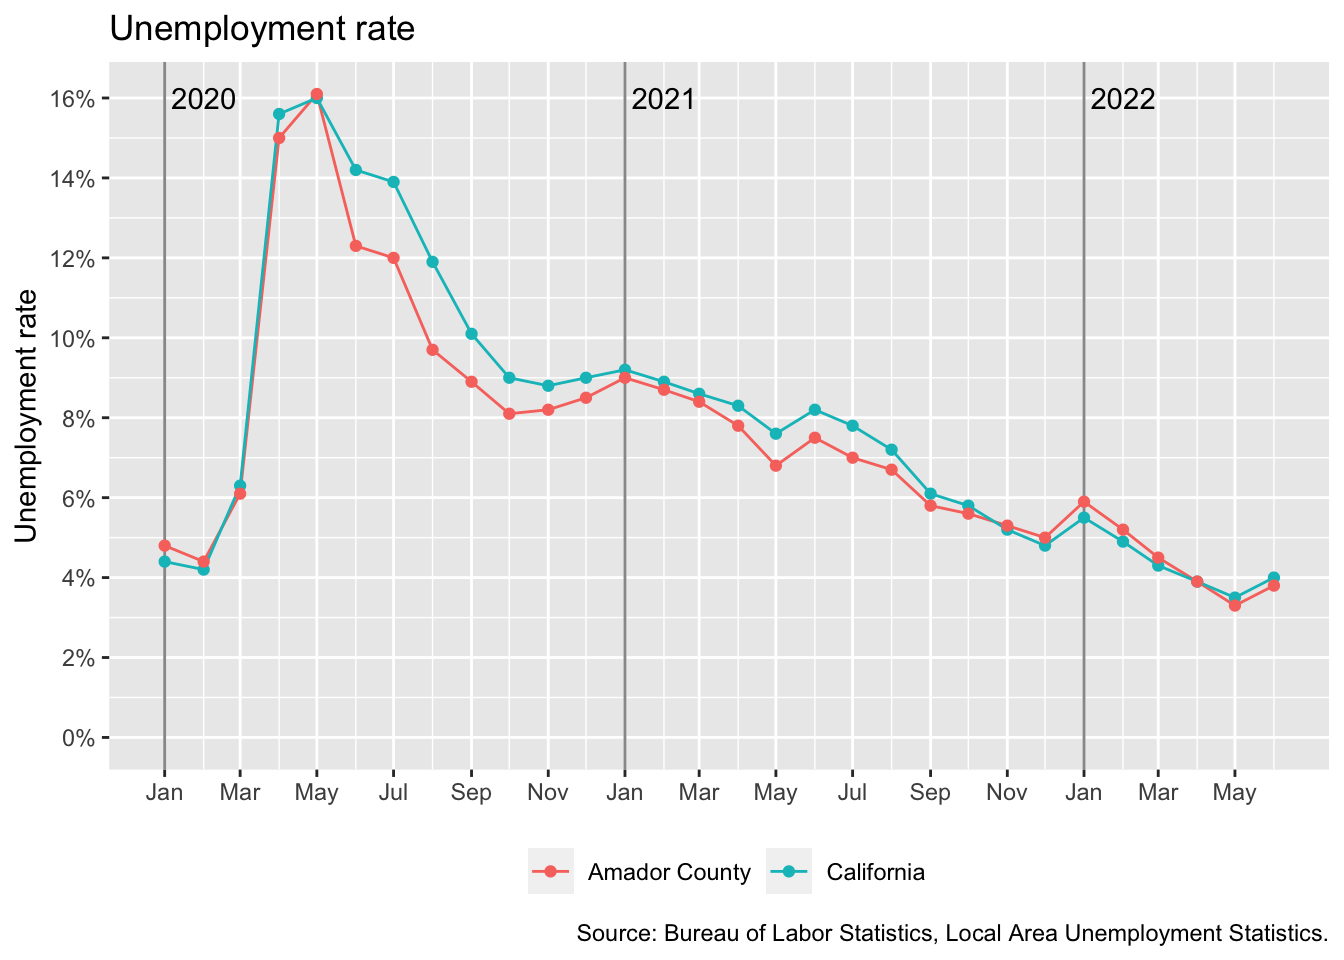 Unemployment rate
Unemployment rate
16%
14%
12%
10%
8%
6%
4%
2%
0%
2020 2021 2022
Jan Mar May Jul Sep Nov Jan Mar May Jul Sep Nov Jan Mar May
Amador County California
Source: Bureau of Labor Statistics, Local Area Unemployment Statistics.